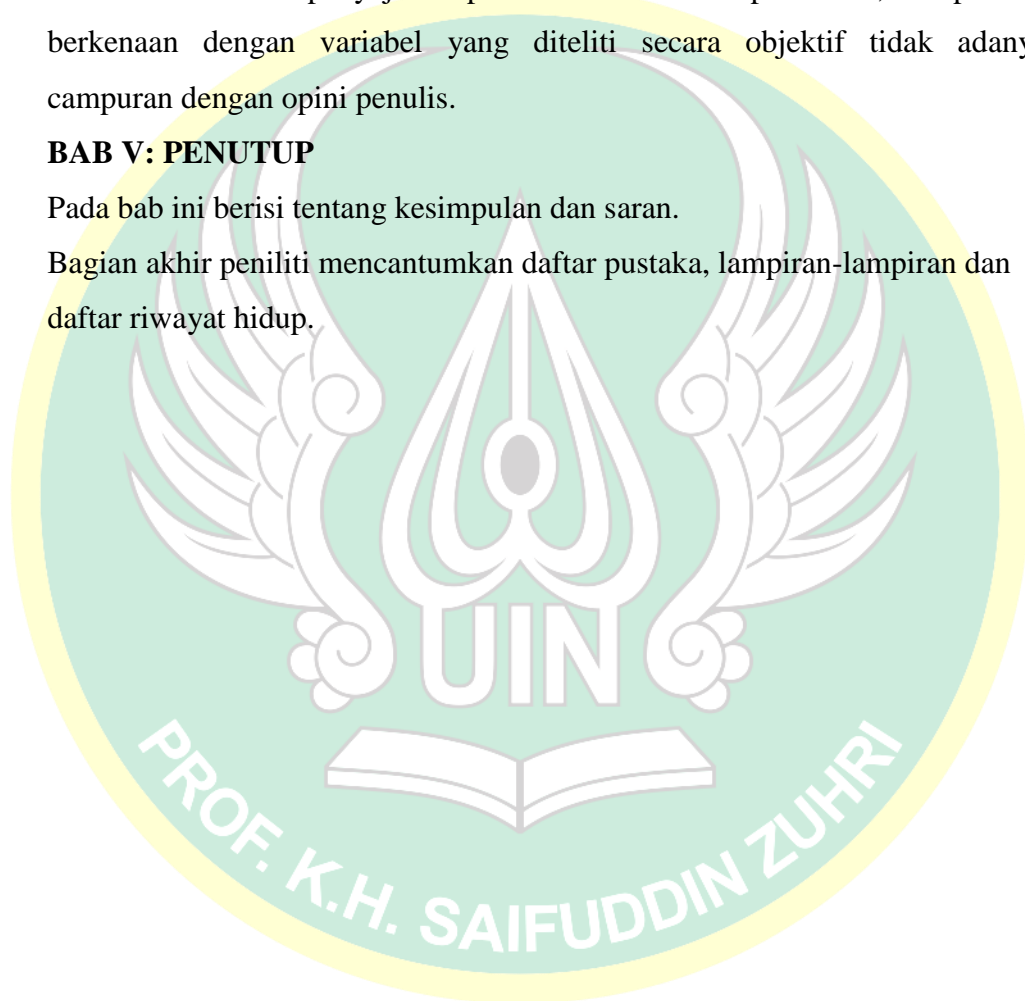 berkenaan dengan variabel yang diteliti secara objektif tidak
campuran dengan opini penulis.
BAB V: PENUTUP
Pada bab ini berisi tentang kesimpulan dan saran.
Bagian akhir peniliti mencantumkan daftar pustaka, lampiran-lampiran dan
daftar riwayat hidup.
UIN
PROF. K.H. SAIFUDDIN ZUHRI